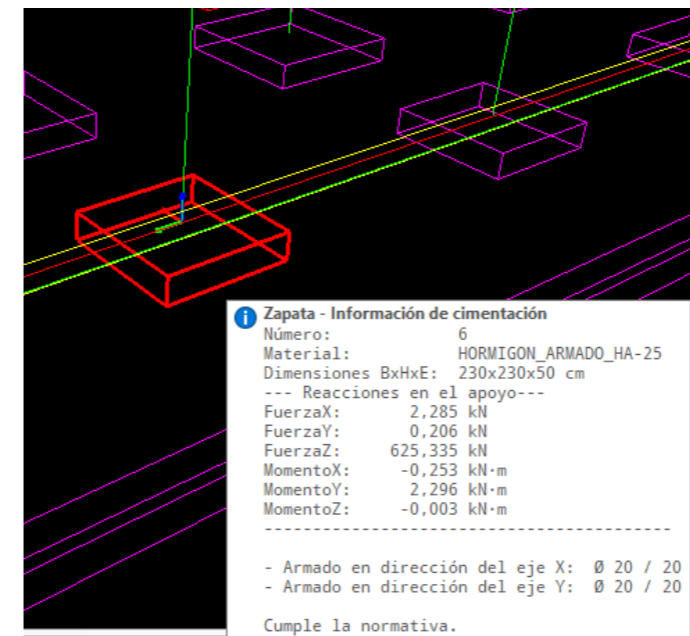 Zapata - Información de cimentación
Número: 6
Material: HORMIGON_ARMADO_HA-25
Dimensiones BxHxE: 230x230x50 cm
--- Reacciones en el apoyo---
FuerzaX: 2,285 kN
FuerzaY: 0,206 kN
FuerzaZ: 625,335 kN
MomentoX: -0,253 kN·m
MomentoY: 2,296 kN·m
MomentoZ: -0,003 kN·m
-------------------------------------------
- Armado en dirección del eje X: Ø 20 / 20
- Armado en dirección del eje Y: Ø 20 / 20
Cumple la normativa.